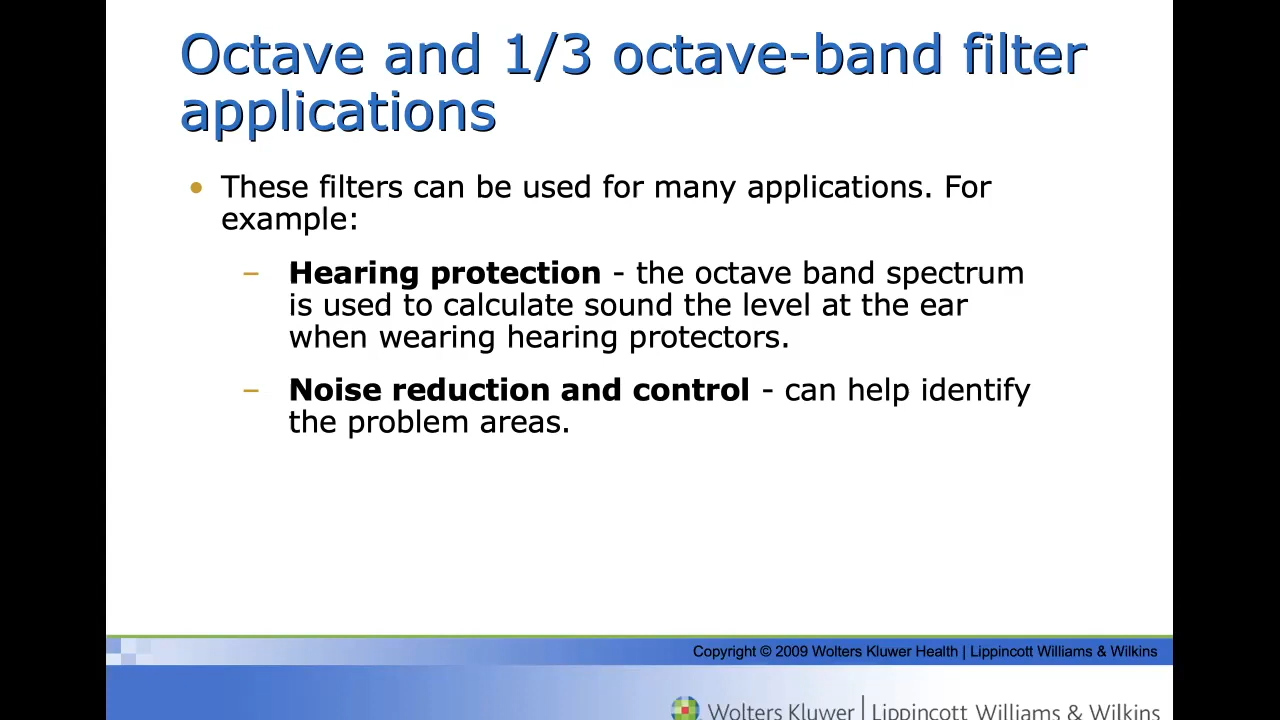 Octave and 1/3 octave-band filter
applications
• These filters can be used for many applications. For
example:
– Hearing protection - the octave band spectrum
is used to calculate sound the level at the ear
when wearing hearing protectors.
– Noise reduction and control - can help identify
the problem areas.
Copyright © 2009 Wolters Kluwer Health | Lippincott Williams & Wilkins
Wolters Kluwer | Lippincott Williams & Wilkins